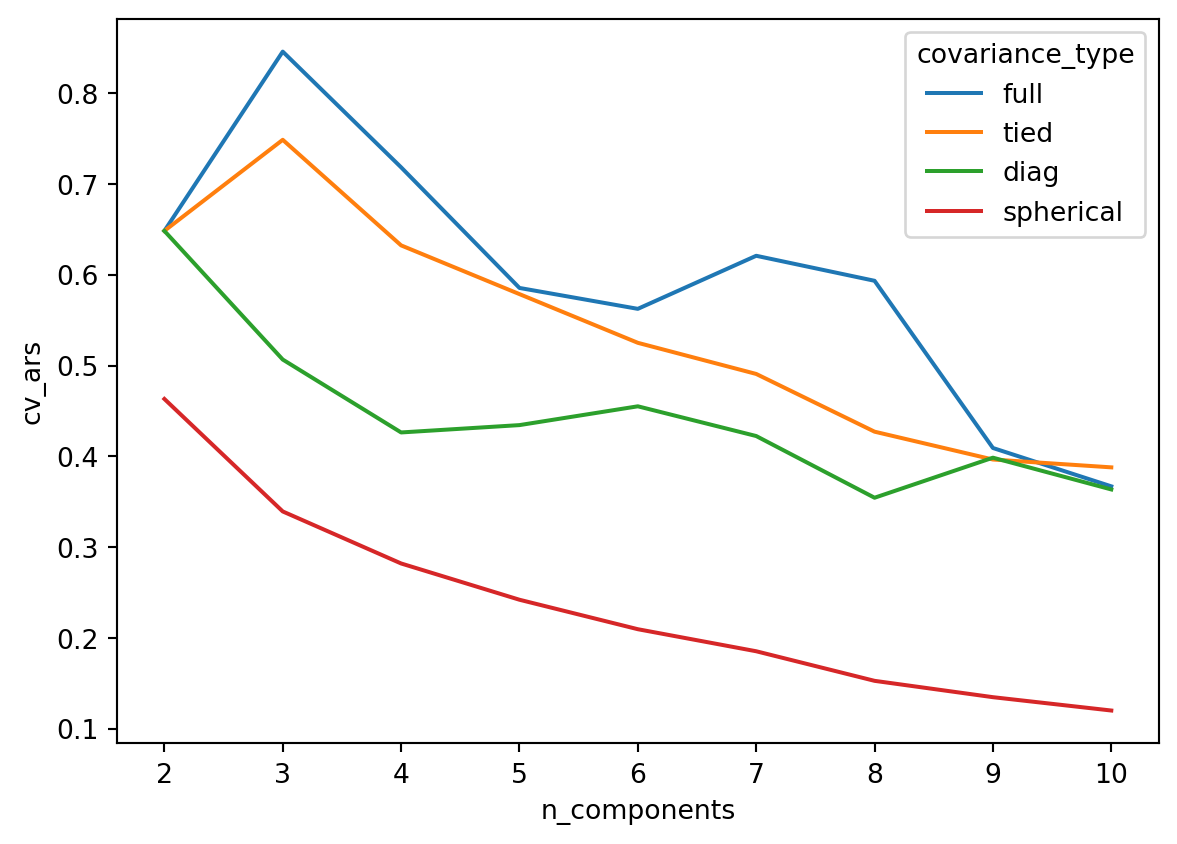 covariance_type
full
tied
diag
spherical
cv_ars
0.8
0.7
0.6
0.5
0.4
0.3
0.2
0.1
2 3 4 5 6 7 8 9 10
n_components